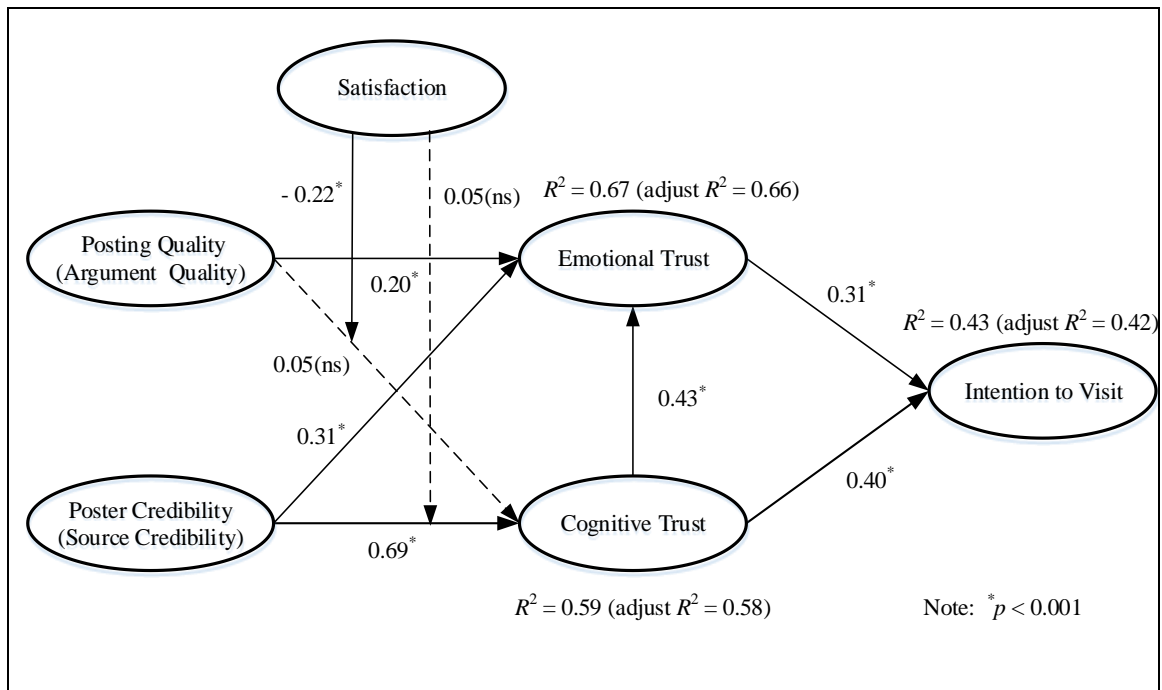 Satisfaction
- 0.22*
0.05(ns)
R² = 0.67 (adjust R² = 0.66)
Posting Quality
(Argument Quality)
Emotional Trust
0.20*
0.31*
R² = 0.43 (adjust R² = 0.42)
0.05(ns)
Intention to Visit
0.43*
0.31*
0.40*
Poster Credibility
(Source Credibility)
Cognitive Trust
0.69*
R² = 0.59 (adjust R² = 0.58)
Note: *p < 0.001